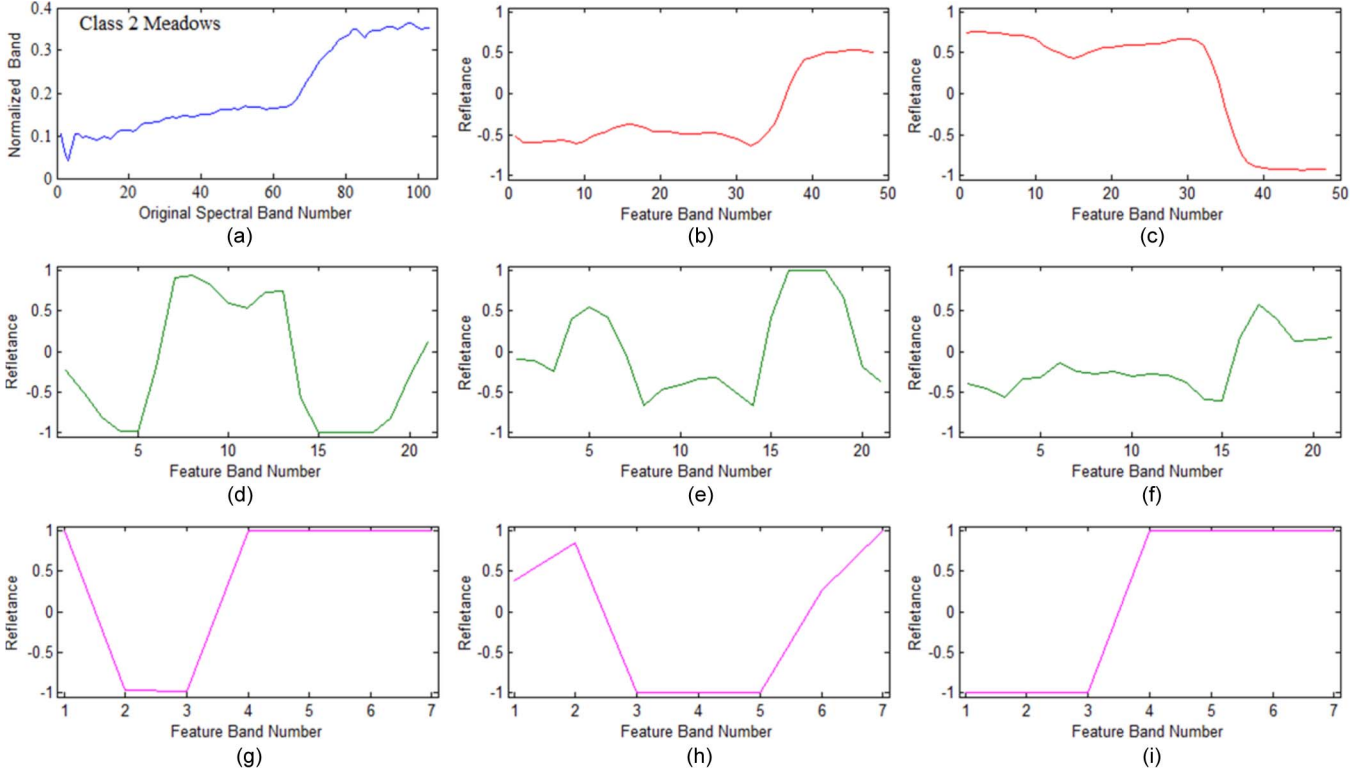 Class 2 Meadows
Normalized Band
0.4
0.3
0.2
0.1
0
0 20 40 60 80 100
Original Spectral Band Number
(a)
Refletance
1
0.5
0
-0.5
-1
0 10 20 30 40 50
Feature Band Number
(b)
Refletance
1
0.5
0
-0.5
-1
0 10 20 30 40 50
Feature Band Number
(c)
Refletance
1
0.5
0
-0.5
-1
5 10 15 20
Feature Band Number
(d)
Refletance
1
0.5
0
-0.5
-1
5 10 15 20
Feature Band Number
(e)
Refletance
1
0.5
0
-0.5
-1
5 10 15 20
Feature Band Number
(f)
Refletance
1
0.5
0
-0.5
-1
1 2 3 4 5 6 7
Feature Band Number
(g)
Refletance
1
0.5
0
-0.5
-1
1 2 3 4 5 6 7
Feature Band Number
(h)
Refletance
1
0.5
0
-0.5
-1
1 2 3 4 5 6 7
Feature Band Number
(i)